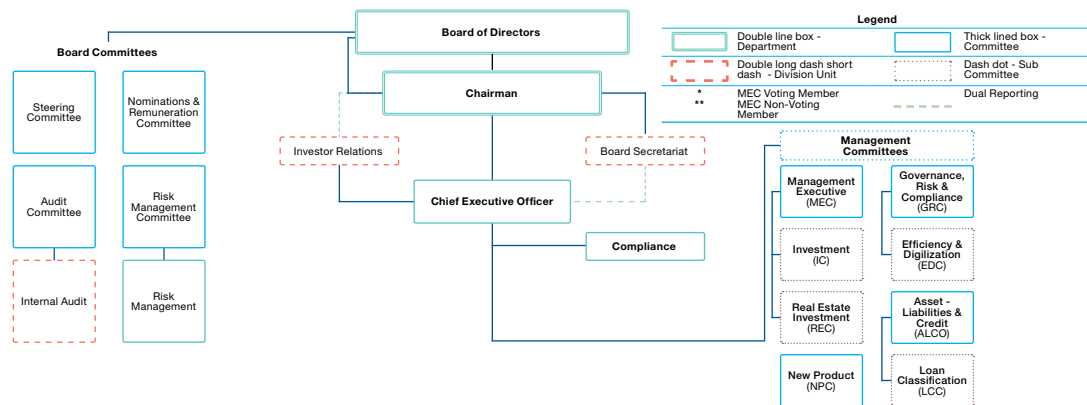 Board of Directors
Board Committees
Chairman
Steering
Committee
Nominations &
Remuneration
Committee
Investor Relations
Board Secretariat
Audit
Committee
Risk
Management
Committee
Chief Executive Officer
Compliance
Internal Audit
Risk
Management
Legend
Double line box -
Department
Thick lined box -
Committee
Double long dash short
dash - Division Unit
Dash dot - Sub
Committee
* MEC Voting Member
** MEC Non-Voting
Member
Dual Reporting
Management
Committees
Management
Executive
(MEC)
Governance,
Risk &
Compliance
(GRC)
Investment
(IC)
Efficiency &
Digilization
(EDC)
Real Estate
Investment
(REC)
Asset -
Liabilities &
Credit
(ALCO)
New Product
(NPC)
Loan
Classification
(LCC)